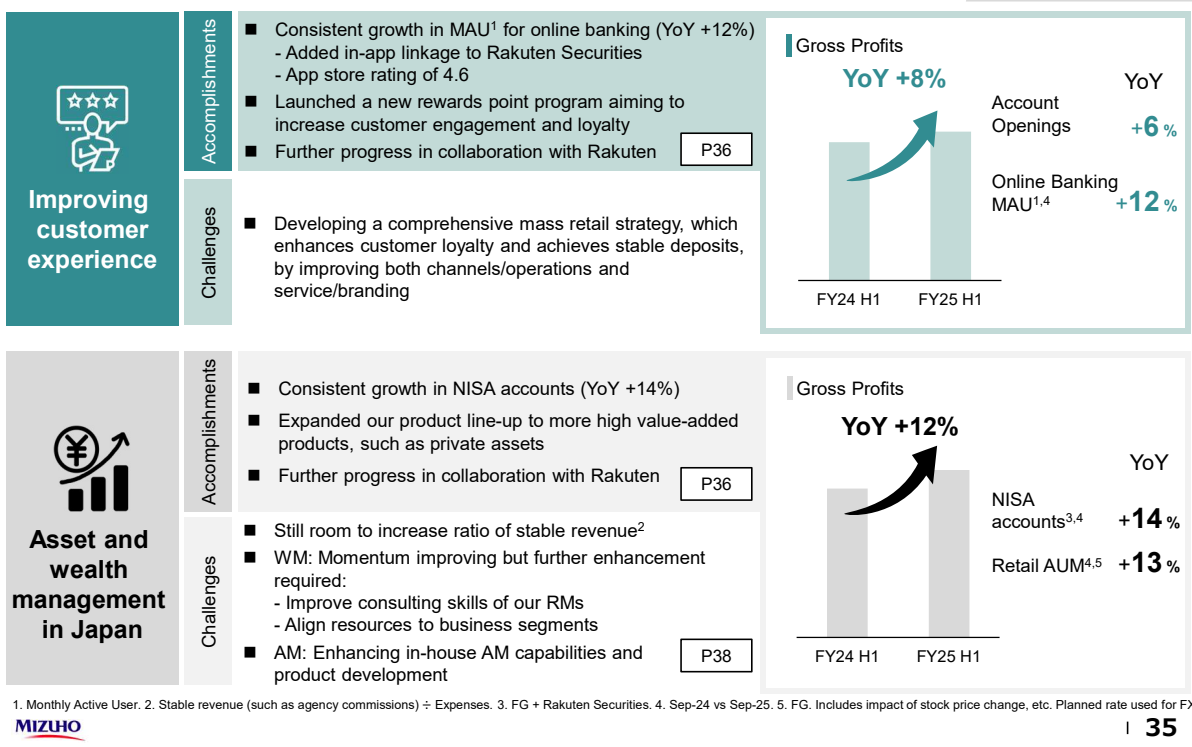 Improving
customer
experience
Accomplishments
■ Consistent growth in MAU¹ for online banking (YoY +12%)
- Added in-app linkage to Rakuten Securities
- App store rating of 4.6
■ Launched a new rewards point program aiming to
increase customer engagement and loyalty
■ Further progress in collaboration with Rakuten
P36
Challenges
■ Developing a comprehensive mass retail strategy, which
enhances customer loyalty and achieves stable deposits,
by improving both channels/operations and
service/branding
Gross Profits
YoY +8%
FY24 H1 FY25 H1
YoY
Account
Openings
+6 %
Online Banking
MAU¹,⁴ +12 %
Asset and
wealth
management
in Japan
Accomplishments
■ Consistent growth in NISA accounts (YoY +14%)
■ Expanded our product line-up to more high value-added
products, such as private assets
■ Further progress in collaboration with Rakuten
P36
Challenges
■ Still room to increase ratio of stable revenue²
■ WM: Momentum improving but further enhancement
required:
- Improve consulting skills of our RMs
- Align resources to business segments
■ AM: Enhancing in-house AM capabilities and
product development
P38
Gross Profits
YoY +12%
FY24 H1 FY25 H1
YoY
NISA
accounts³,⁴ +14 %
Retail AUM⁴,⁵ +13 %
1. Monthly Active User. 2. Stable revenue (such as agency commissions) ÷ Expenses. 3. FG + Rakuten Securities. 4. Sep-24 vs Sep-25. 5. FG. Includes impact of stock price change, etc. Planned rate used for FX
MIZUHO
35